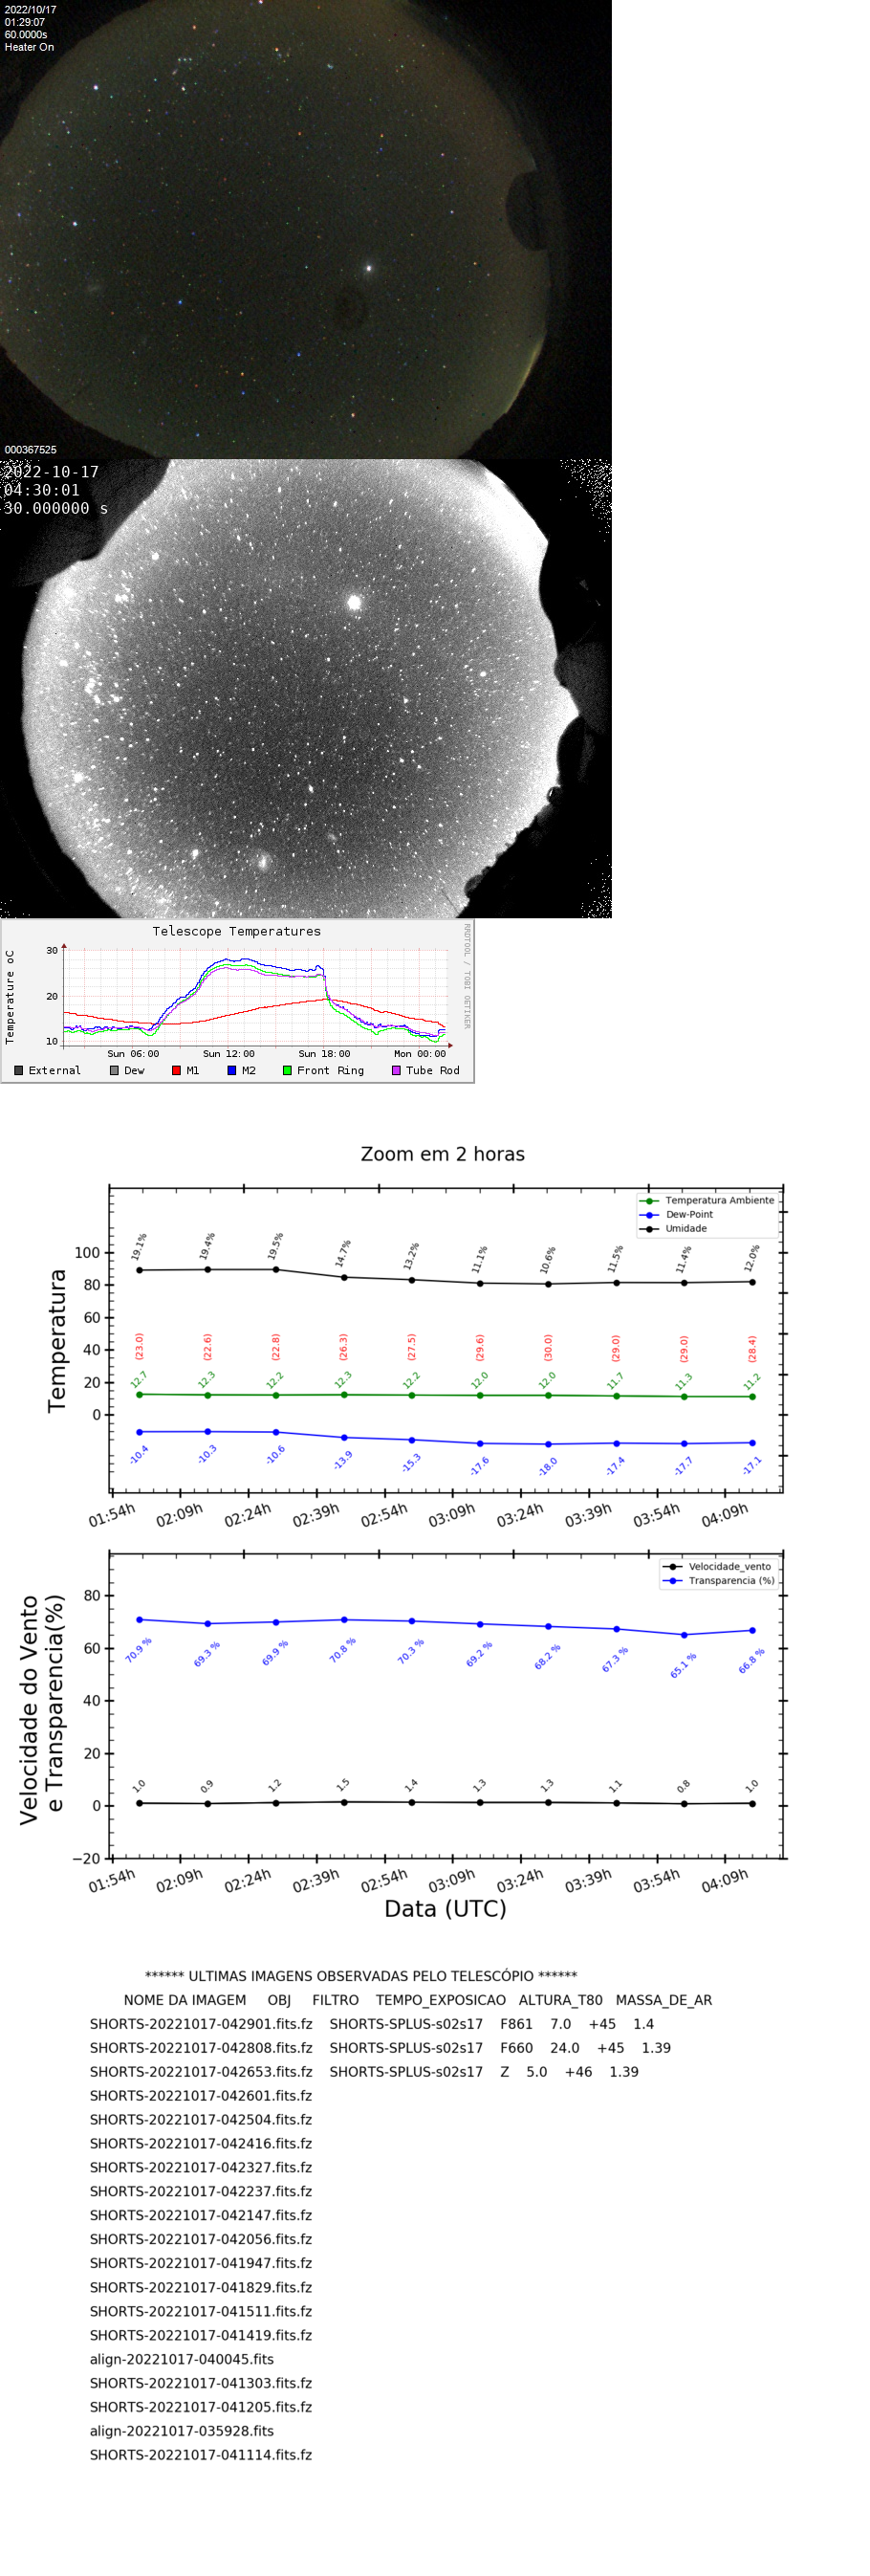 2022/10/17
01:29:07
60.0000s
Heater On
000367525
2022-10-17
04:30:01
30.000000 s
Telescope Temperatures
RRDTOOL / TOBI OETIKER
Temperature oC
30
20
10
Sun 06:00 Sun 12:00 Sun 18:00 Mon 00:00
External Dew M1 M2 Front Ring Tube Rod
Zoom em 2 horas
Temperatura Ambiente
Dew-Point
Umidade
Temperatura
100
80
60
40
20
0
19.1% 19.4% 19.5% 14.7% 13.2% 11.1% 10.6% 11.5% 11.4% 12.0%
(23.0) (22.6) (22.8) (26.3) (27.5) (29.6) (30.0) (29.0) (29.0) (28.4)
12.7 12.3 12.2 12.3 12.2 12.0 12.0 11.7 11.3 11.2
-10.4 -10.3 -10.6 -13.9 -15.3 -17.6 -18.0 -17.4 -17.7 -17.1
01:54h 02:09h 02:24h 02:39h 02:54h 03:09h 03:24h 03:39h 03:54h 04:09h
Velocidade_vento
Transparencia (%)
Velocidade do Vento
e Transparencia(%)
80
60
40
20
0
−20
70.9 % 69.3 % 69.9 % 70.8 % 70.3 % 69.2 % 68.2 % 67.3 % 65.1 % 66.8 %
1.0 0.9 1.2 1.5 1.4 1.3 1.3 1.1 0.8 1.0
01:54h 02:09h 02:24h 02:39h 02:54h 03:09h 03:24h 03:39h 03:54h 04:09h
Data (UTC)
****** ULTIMAS IMAGENS OBSERVADAS PELO TELESCÓPIO ******
NOME DA IMAGEM OBJ FILTRO TEMPO_EXPOSICAO ALTURA_T80 MASSA_DE_AR
SHORTS-20221017-042901.fits.fz SHORTS-SPLUS-s02s17 F861 7.0 +45 1.4
SHORTS-20221017-042808.fits.fz SHORTS-SPLUS-s02s17 F660 24.0 +45 1.39
SHORTS-20221017-042653.fits.fz SHORTS-SPLUS-s02s17 Z 5.0 +46 1.39
SHORTS-20221017-042601.fits.fz
SHORTS-20221017-042504.fits.fz
SHORTS-20221017-042416.fits.fz
SHORTS-20221017-042327.fits.fz
SHORTS-20221017-042237.fits.fz
SHORTS-20221017-042147.fits.fz
SHORTS-20221017-042056.fits.fz
SHORTS-20221017-041947.fits.fz
SHORTS-20221017-041829.fits.fz
SHORTS-20221017-041511.fits.fz
SHORTS-20221017-041419.fits.fz
align-20221017-040045.fits
SHORTS-20221017-041303.fits.fz
SHORTS-20221017-041205.fits.fz
align-20221017-035928.fits
SHORTS-20221017-041114.fits.fz